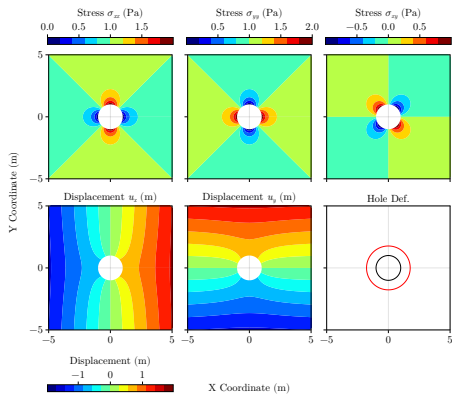 Stress σxx (Pa) Stress σyy (Pa) Stress σxy (Pa)
0.0 0.5 1.0 1.5 0.0 0.5 1.0 1.5 2.0 −0.5 0.0 0.5
5
0
−5
Displacement ux (m) Displacement uy (m) Hole Def.
5
0
−5
−5 0 5 −5 0 5 −5 0 5
Y Coordinate (m)
Displacement (m)
−1 0 1
X Coordinate (m)